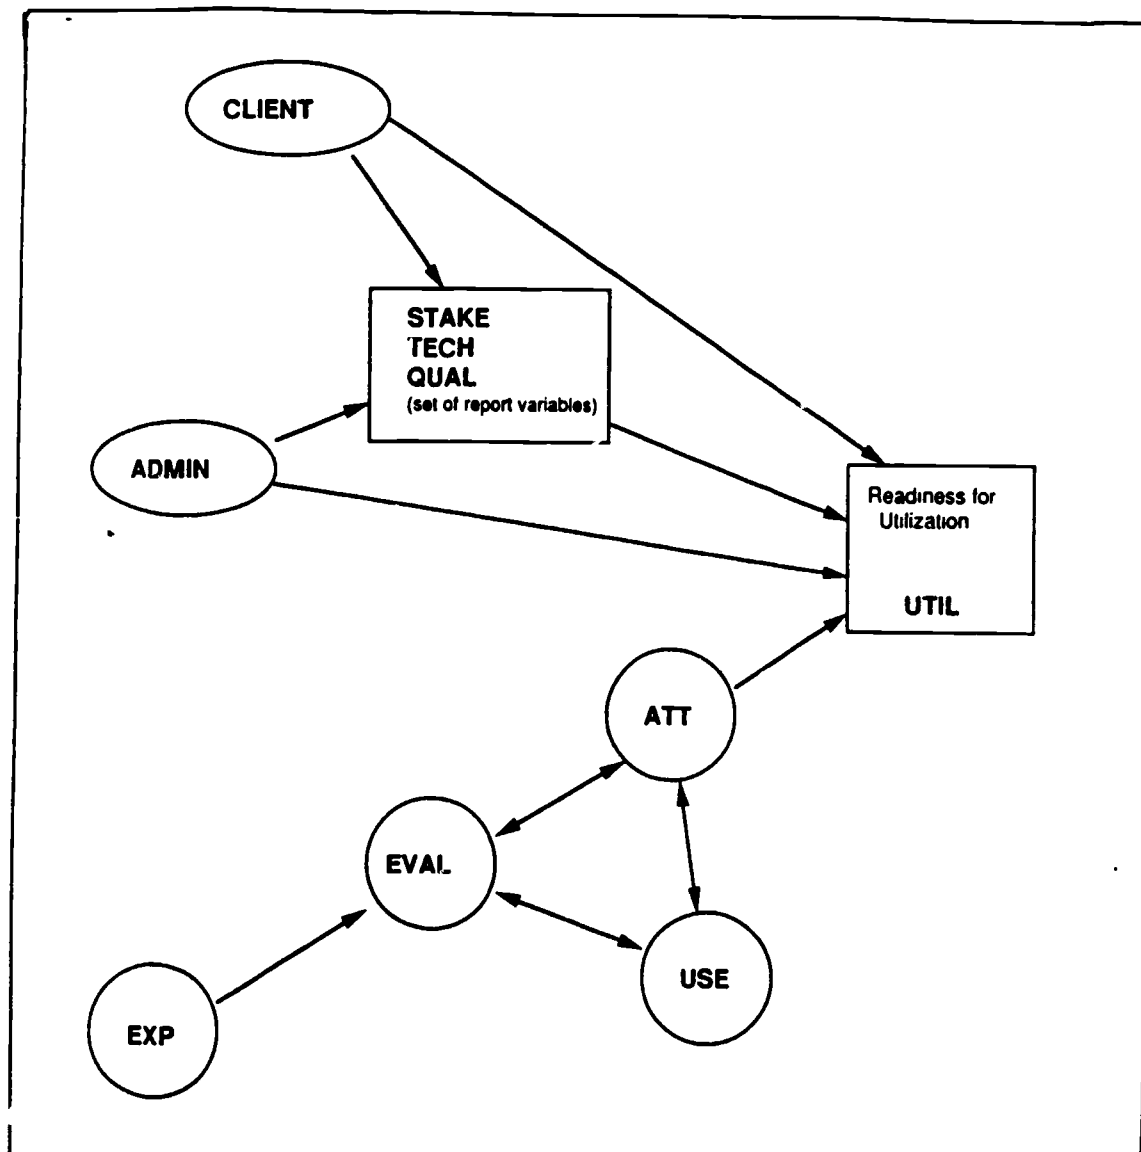 CLIENT
STAKE
TECH
QUAL
(set of report variables)
ADMIN
Readiness for
Utilization
UTIL
ATT
EVAL
USE
EXP